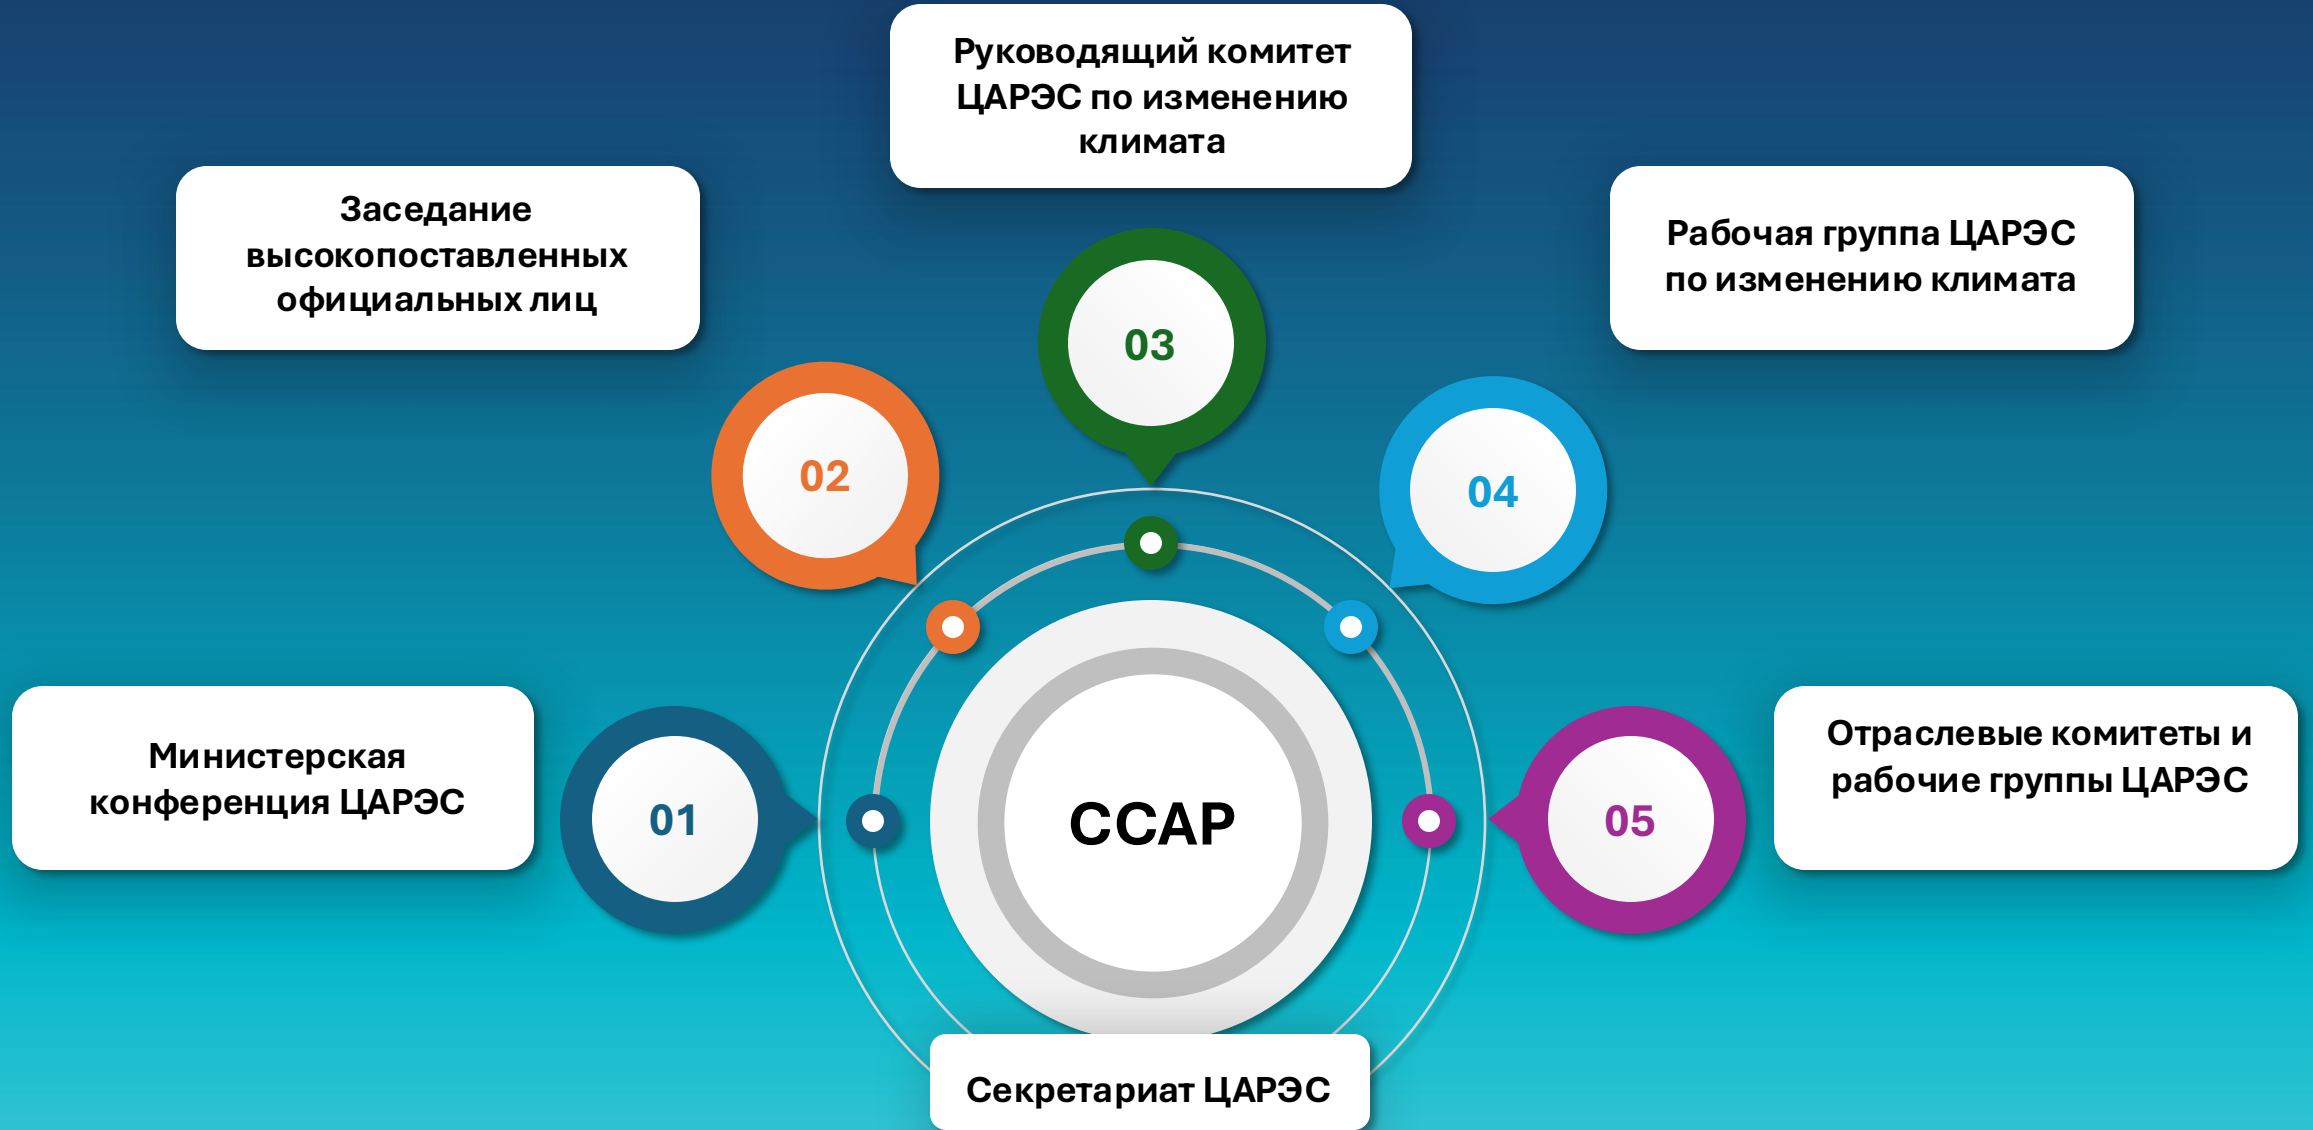 Руководящий комитет
ЦАРЭС по изменению
климата
Заседание
высокопоставленных
официальных лиц
Рабочая группа ЦАРЭС
по изменению климата
03
02
04
Министерская
конференция ЦАРЭС
01
CCAP
05
Отраслевые комитеты и
рабочие группы ЦАРЭС
Секретариат ЦАРЭС